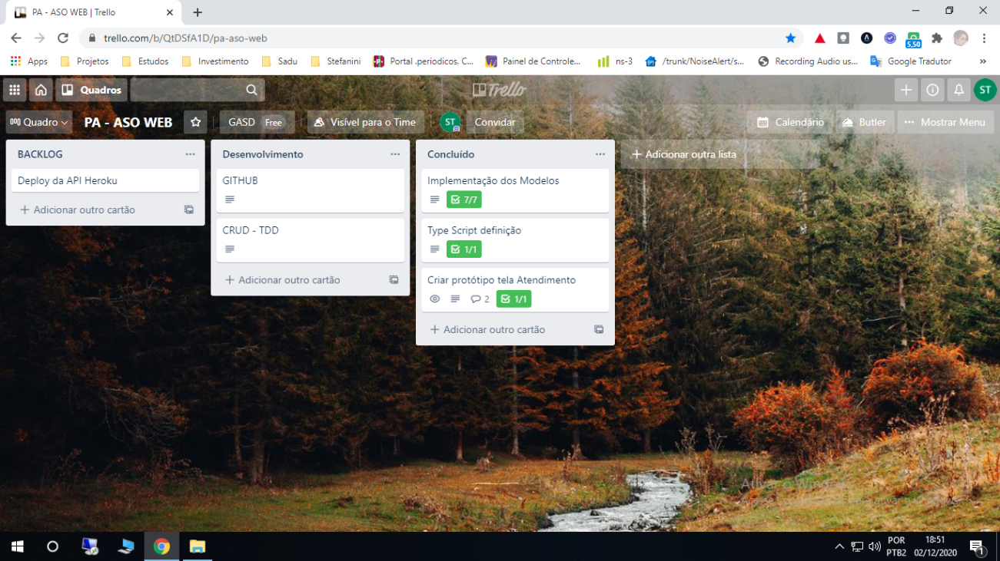 PA - ASO WEB | Trello
trello.com/b/QtDSfA1D/pa-aso-web
5,50
Apps Projetos Estudos Investimento Sadu Stefanini Portal .periodicos. C... Painel de Controle... ns-3 /trunk/NoiseAlert/s... Recording Audio us... Google Tradutor »
Quadros
Trello
ST
Quadro
PA - ASO WEB
GASD Free
Visível para o Time
ST
Convidar
Calendário
Butler
Mostrar Menu
BACKLOG
Deploy da API Heroku
Adicionar outro cartão
Desenvolvimento
GITHUB
CRUD - TDD
Adicionar outro cartão
Concluído
Implementação dos Modelos
7/7
Type Script definição
1/1
Criar protótipo tela Atendimento
2 1/1
Adicionar outro cartão
Adicionar outra lista
Ativar o
POR
PTB2
18:51
02/12/2020
1